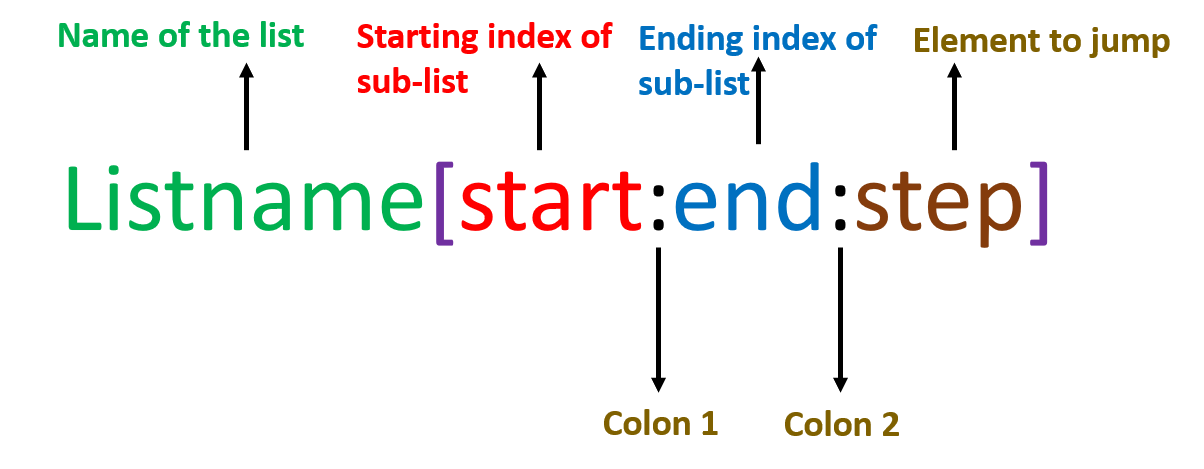 Name of the list
Starting index of
sub-list
Ending index of
sub-list
Element to jump
Listname[start:end:step]
Colon 1
Colon 2